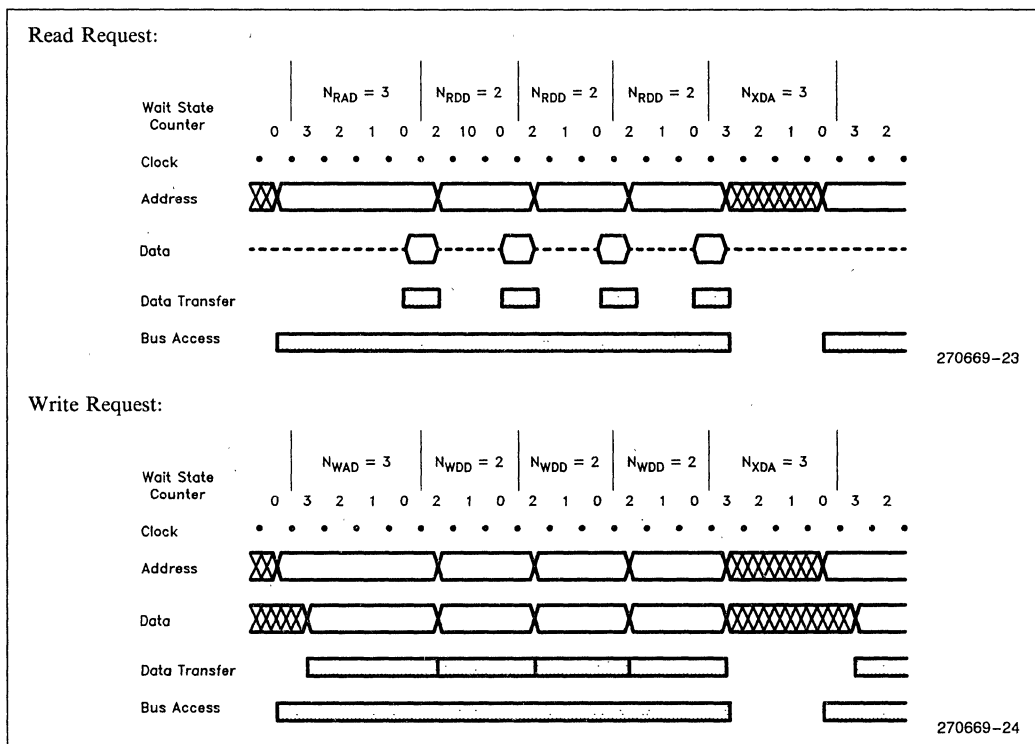 Read Request:
N_RAD = 3 N_RDD = 2 N_RDD = 2 N_RDD = 2 N_XDA = 3
Wait State
Counter
0 3 2 1 0 2 10 0 2 1 0 2 1 0 3 2 1 0 3 2
Clock
Address
Data
Data Transfer
Bus Access
270669-23
Write Request:
N_WAD = 3 N_WDD = 2 N_WDD = 2 N_WDD = 2 N_XDA = 3
Wait State
Counter
0 3 2 1 0 2 1 0 2 1 0 2 1 0 3 2 1 0 3 2
Clock
Address
Data
Data Transfer
Bus Access
270669-24